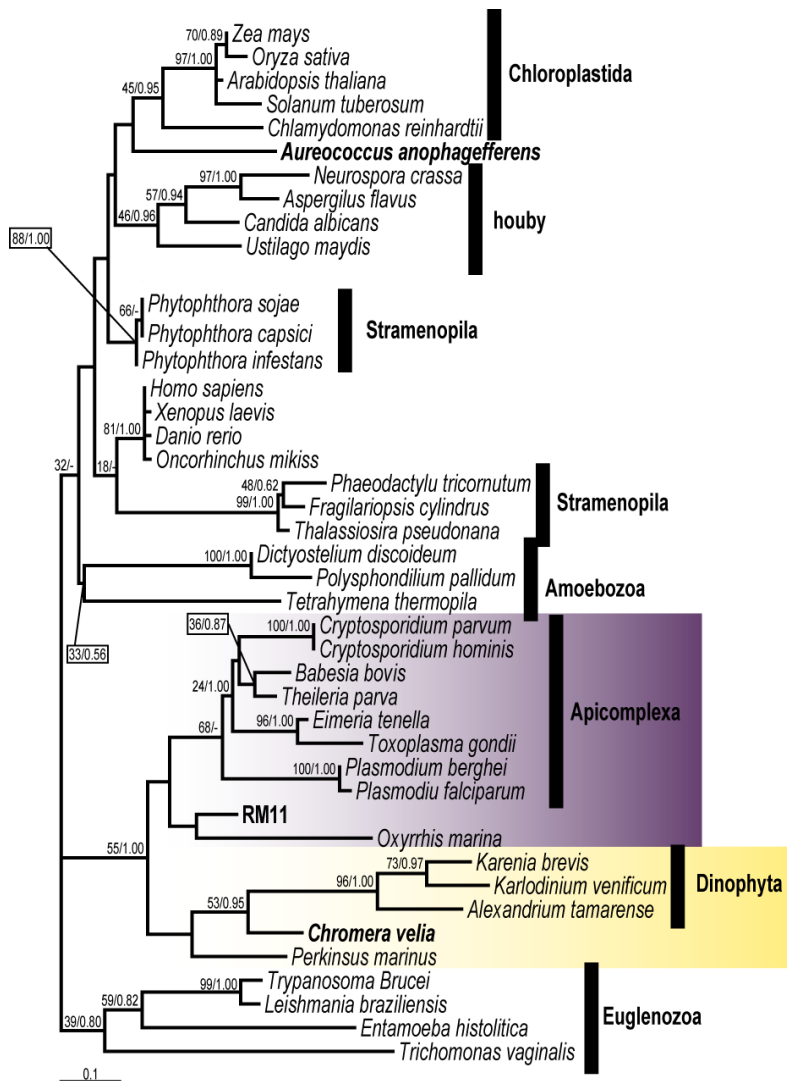 70/0.89
Zea mays
Oryza sativa
97/1.00
Arabidopsis thaliana
Chloroplastida
45/0.95
Solanum tuberosum
Chlamydomonas reinhardtii
Aureococcus anophagefferens
97/1.00
Neurospora crassa
57/0.94
Aspergilus flavus
46/0.96
Candida albicans
houby
Ustilago maydis
88/1.00
66/-
Phytophthora sojae
Phytophthora capsici
Stramenopila
Phytophthora infestans
Homo sapiens
Xenopus laevis
81/1.00
Danio rerio
Oncorhinchus mikiss
32/-
18/-
48/0.62
Phaeodactylu tricornutum
99/1.00
Fragilariopsis cylindrus
Stramenopila
Thalassiosira pseudonana
100/1.00
Dictyostelium discoideum
Polysphondilium pallidum
Amoebozoa
Tetrahymena thermopila
33/0.56
36/0.87
100/1.00
Cryptosporidium parvum
Cryptosporidium hominis
Babesia bovis
24/1.00
Theileria parva
Apicomplexa
68/-
96/1.00
Eimeria tenella
Toxoplasma gondii
100/1.00
Plasmodium berghei
Plasmodiu falciparum
RM11
Oxyrrhis marina
55/1.00
73/0.97
Karenia brevis
96/1.00
Karlodinium venificum
Dinophyta
53/0.95
Alexandrium tamarense
Chromera velia
Perkinsus marinus
99/1.00
Trypanosoma Brucei
59/0.82
Leishmania braziliensis
Euglenozoa
39/0.80
Entamoeba histolitica
Trichomonas vaginalis
0.1